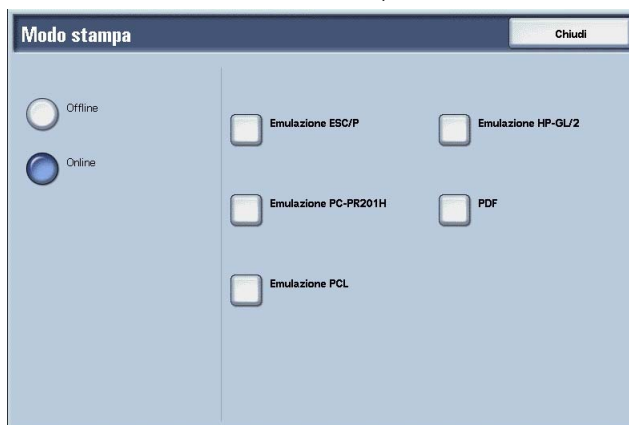 Modo stampa
Chiudi
Offline
Online
Emulazione ESC/P
Emulazione HP-GL/2
Emulazione PC-PR201H
PDF
Emulazione PCL